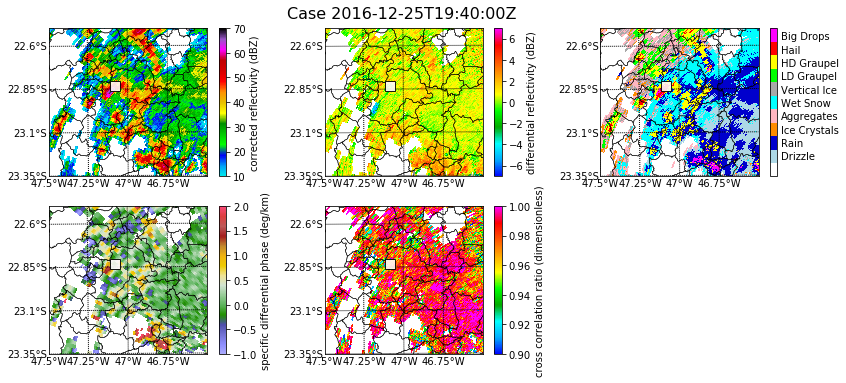 Case 2016-12-25T19:40:00Z
22.6°S
22.85°S
23.1°S
23.35°S
47.5°W 47.25°W 47°W 46.75°W
70
60
50
40
30
20
10
corrected reflectivity (dBZ)
22.6°S
22.85°S
23.1°S
23.35°S
47.5°W 47.25°W 47°W 46.75°W
6
4
2
0
−2
−4
−6
differential reflectivity (dBZ)
22.6°S
22.85°S
23.1°S
23.35°S
47.5°W 47.25°W 47°W 46.75°W
Big Drops
Hail
HD Graupel
LD Graupel
Vertical Ice
Wet Snow
Aggregates
Ice Crystals
Rain
Drizzle
22.6°S
22.85°S
23.1°S
23.35°S
47.5°W 47.25°W 47°W 46.75°W
2.0
1.5
1.0
0.5
0.0
−0.5
−1.0
specific differential phase (deg/km)
22.6°S
22.85°S
23.1°S
23.35°S
47.5°W 47.25°W 47°W 46.75°W
1.00
0.98
0.96
0.94
0.92
0.90
cross correlation ratio (dimensionless)